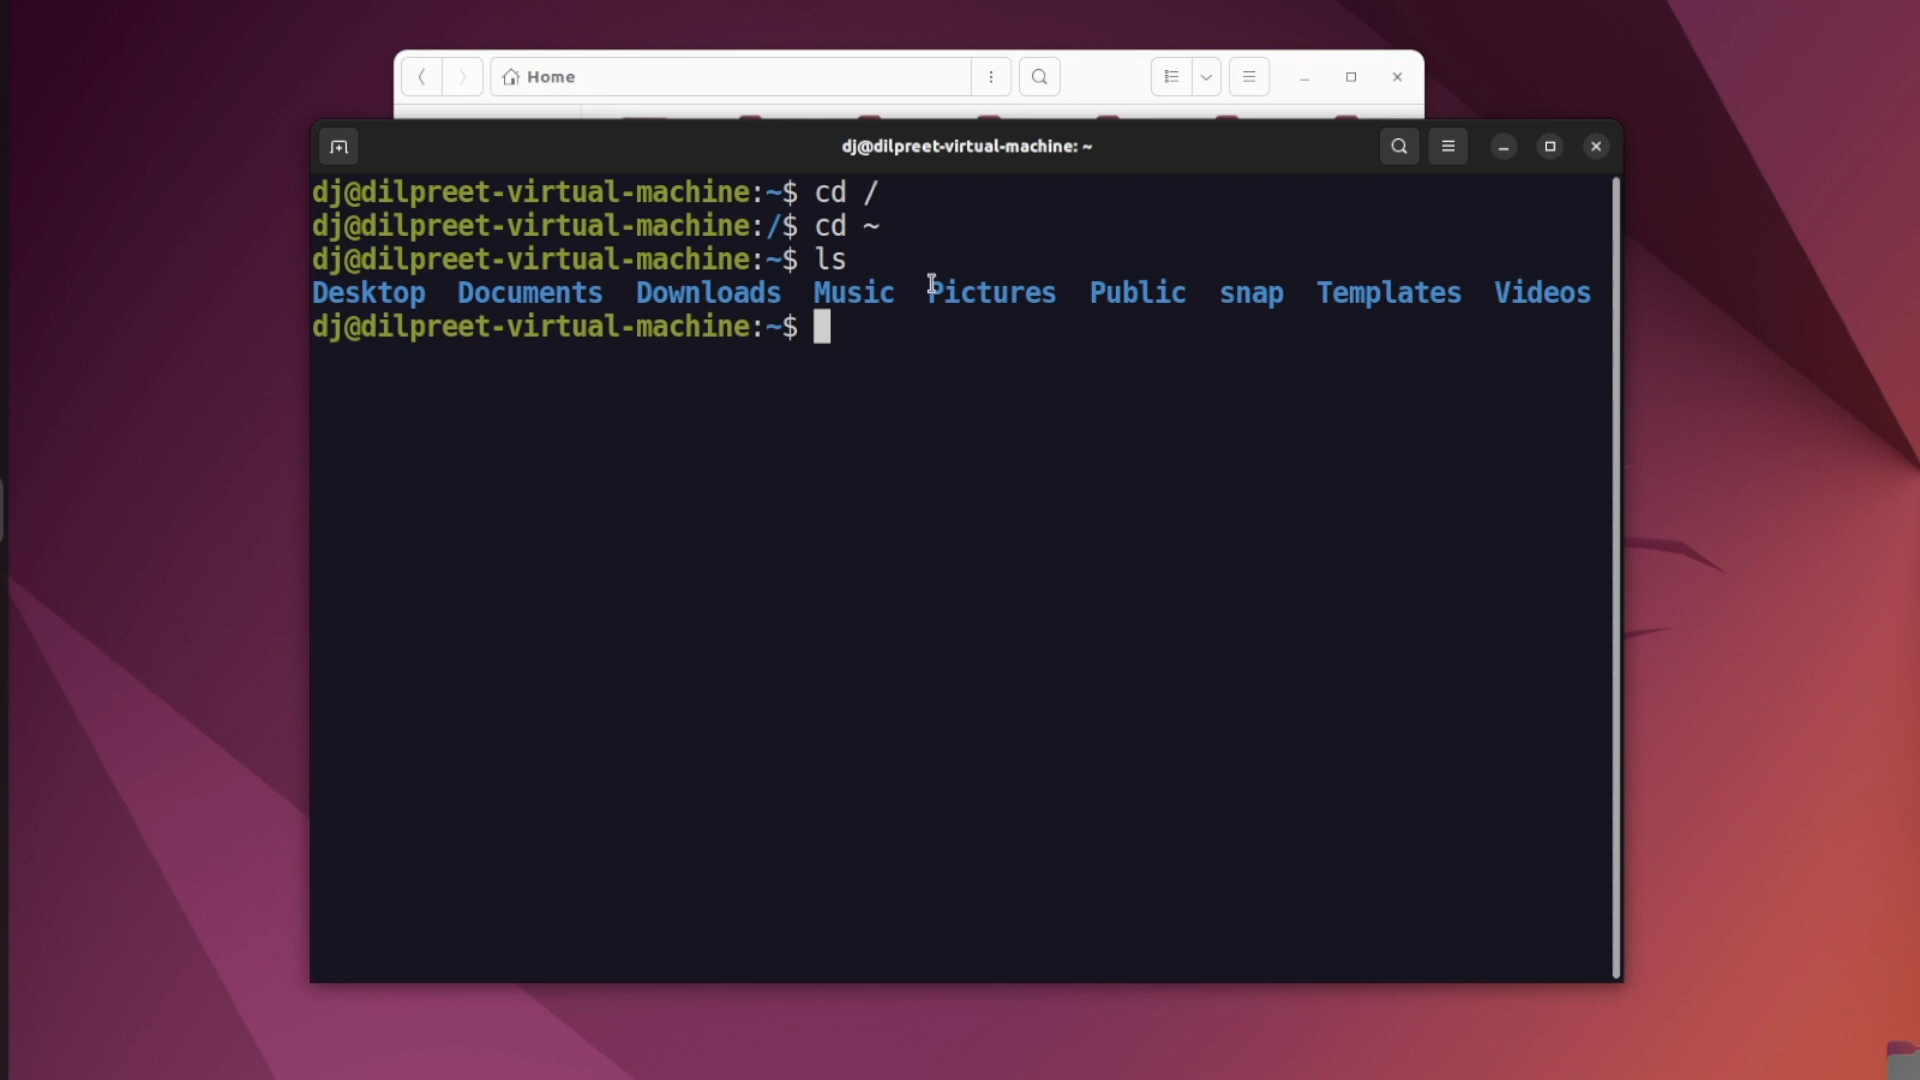 Home
dj@dilpreet-virtual-machine: ~
dj@dilpreet-virtual-machine:~$ cd /
dj@dilpreet-virtual-machine:/$ cd ~
dj@dilpreet-virtual-machine:~$ ls
Desktop Documents Downloads Music Pictures Public snap Templates Videos
dj@dilpreet-virtual-machine:~$